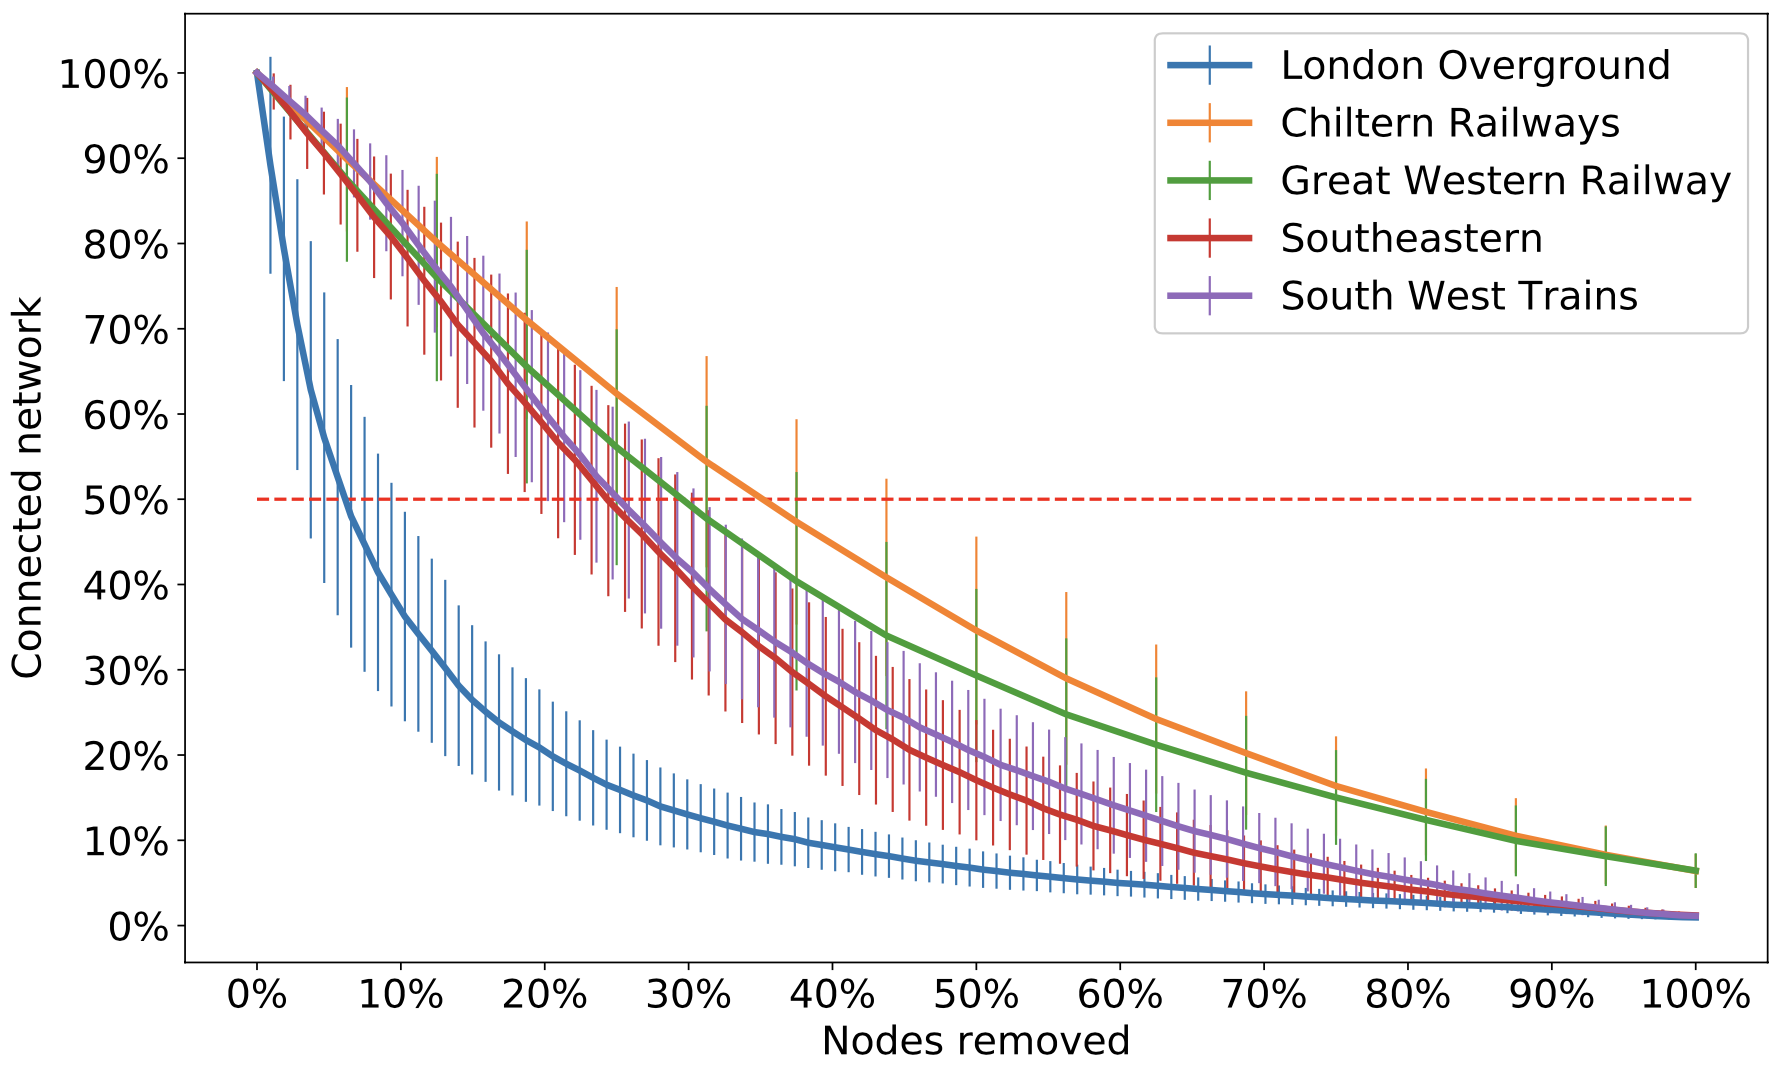 London Overground
Chiltern Railways
Great Western Railway
Southeastern
South West Trains
100%
90%
80%
70%
60%
50%
40%
30%
20%
10%
0%
Connected network
0% 10% 20% 30% 40% 50% 60% 70% 80% 90% 100%
Nodes removed